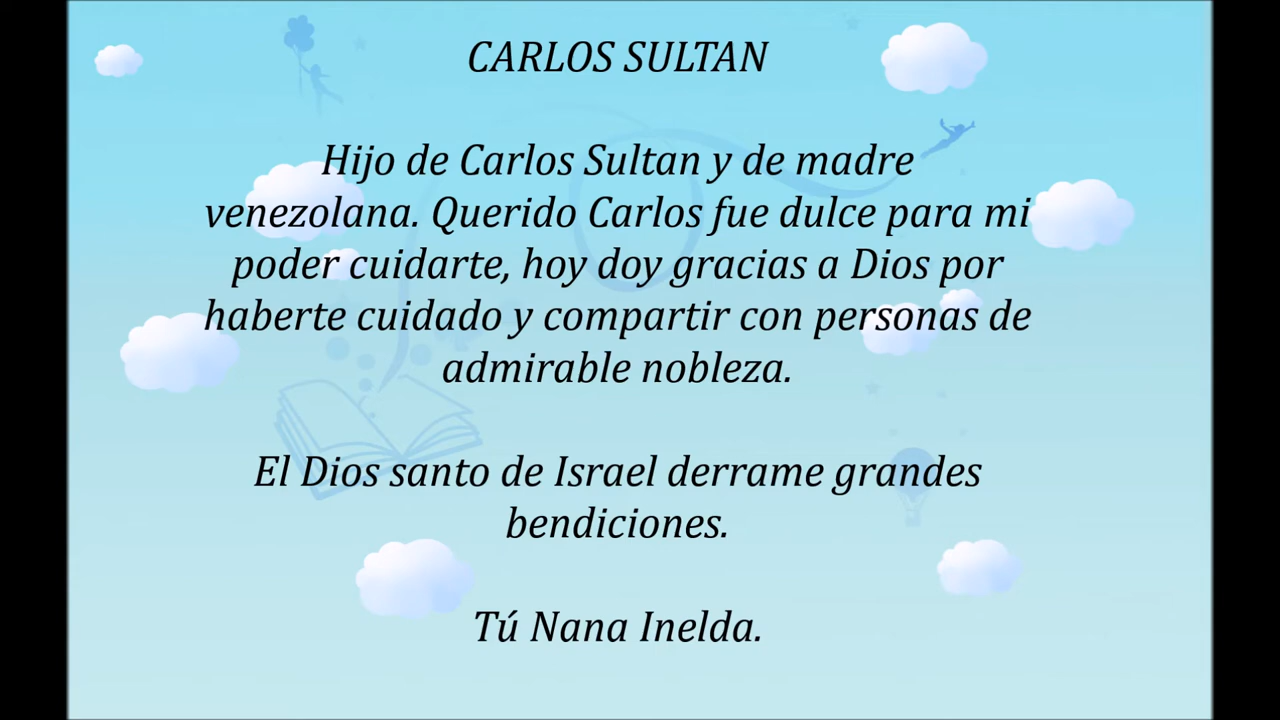 CARLOS SULTAN
Hijo de Carlos Sultan y de madre
venezolana. Querido Carlos fue dulce para mi
poder cuidarte, hoy doy gracias a Dios por
haberte cuidado y compartir con personas de
admirable nobleza.
El Dios santo de Israel derrame grandes
bendiciones.
Tú Nana Inelda.